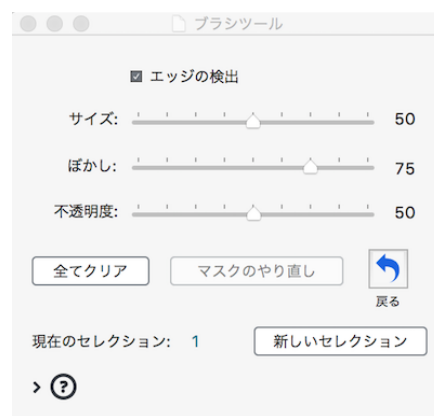 ブラシツール
エッジの検出
サイズ: 50
ぼかし: 75
不透明度: 50
全てクリア マスクのやり直し
戻る
現在のセレクション: 1 新しいセレクション
> ?